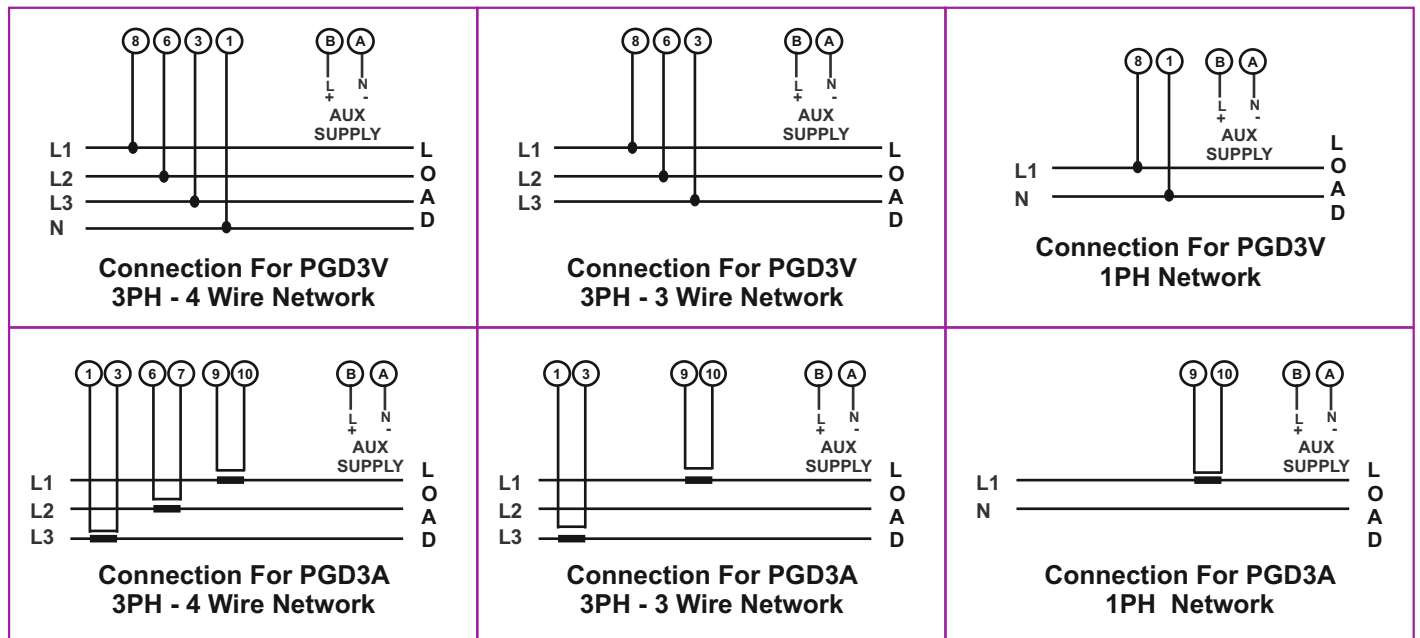 8 6 3 1 B A
L N
+ -
AUX
SUPPLY
L1
L2
L3
N
L
O
A
D
Connection For PGD3V
3PH - 4 Wire Network
8 6 3 B A
L N
+ -
AUX
SUPPLY
L1
L2
L3
L
O
A
D
Connection For PGD3V
3PH - 3 Wire Network
8 1 B A
L N
+ -
AUX
SUPPLY
L1
N
L
O
A
D
Connection For PGD3V
1PH Network
1 3 6 7 9 10 B A
L N
+ -
AUX
SUPPLY
L1
L2
L3
L
O
A
D
Connection For PGD3A
3PH - 4 Wire Network
1 3 9 10 B A
L N
+ -
AUX
SUPPLY
L1
L2
L3
L
O
A
D
Connection For PGD3A
3PH - 3 Wire Network
9 10 B A
L N
+ -
AUX
SUPPLY
L1
N
L
O
A
D
Connection For PGD3A
1PH Network